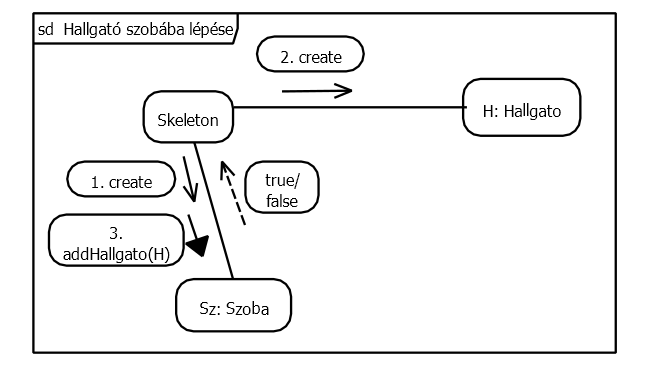 sd Hallgató szobába lépése
2. create
Skeleton
H: Hallgato
1. create
true/
false
3.
addHallgato(H)
Sz: Szoba